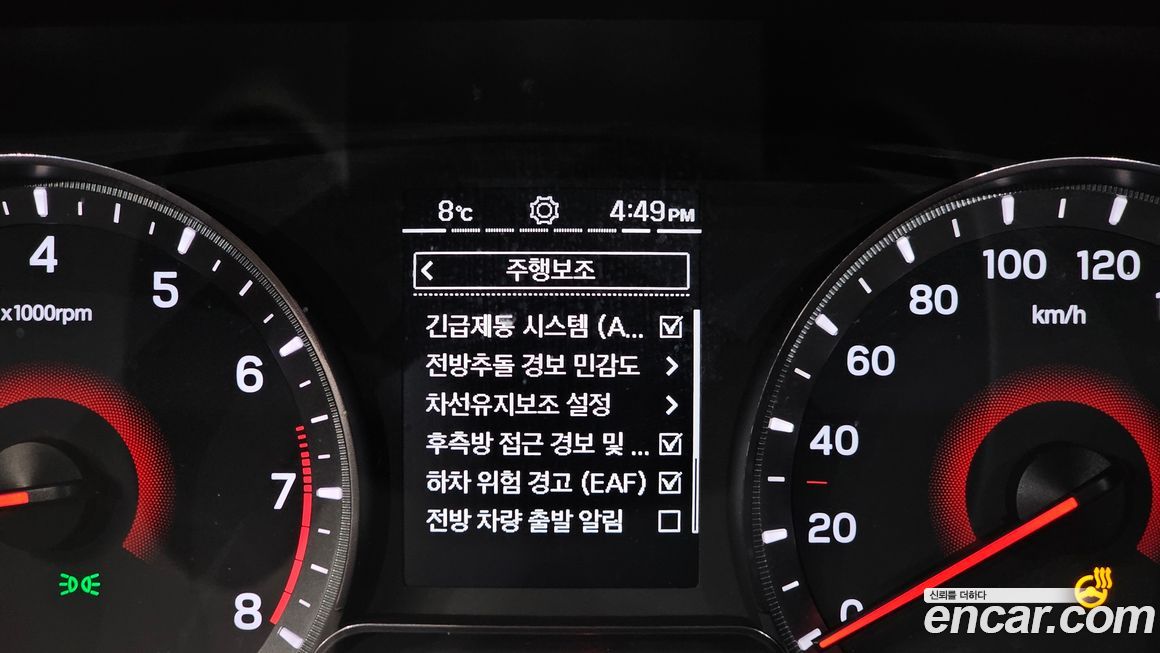 8℃ 4:49PM
< 주행보조
긴급제동 시스템 (A...
전방추돌 경보 민감도 >
차선유지보조 설정 >
후측방 접근 경보 및 ...
하차 위험 경고 (EAF)
전방 차량 출발 알림
4
5
6
7
8
x1000rpm
0
20
40
60
80
100
120
km/h
신뢰를 더하다
encar.com